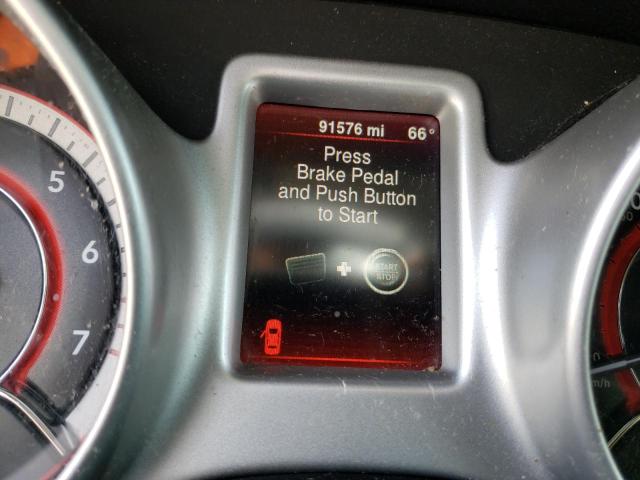 91576 mi 66°
Press
Brake Pedal
and Push Button
to Start
START
STOP
5
6
7